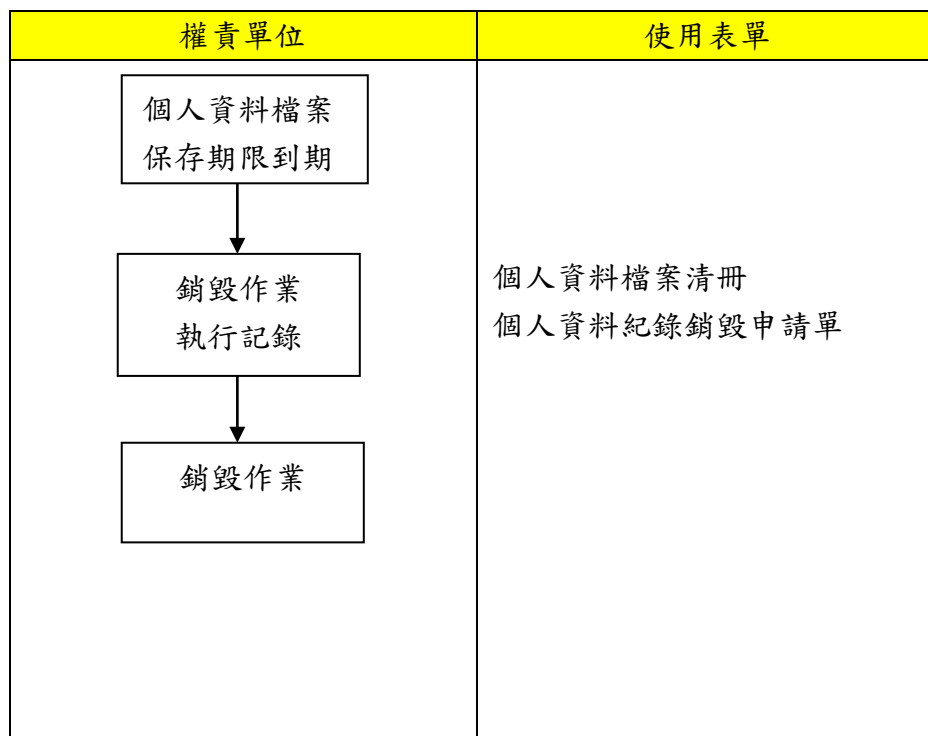 權責單位
使用表單
個人資料檔案
保存期限到期
銷毀作業
執行記錄
個人資料檔案清冊
個人資料紀錄銷毀申請單
銷毀作業